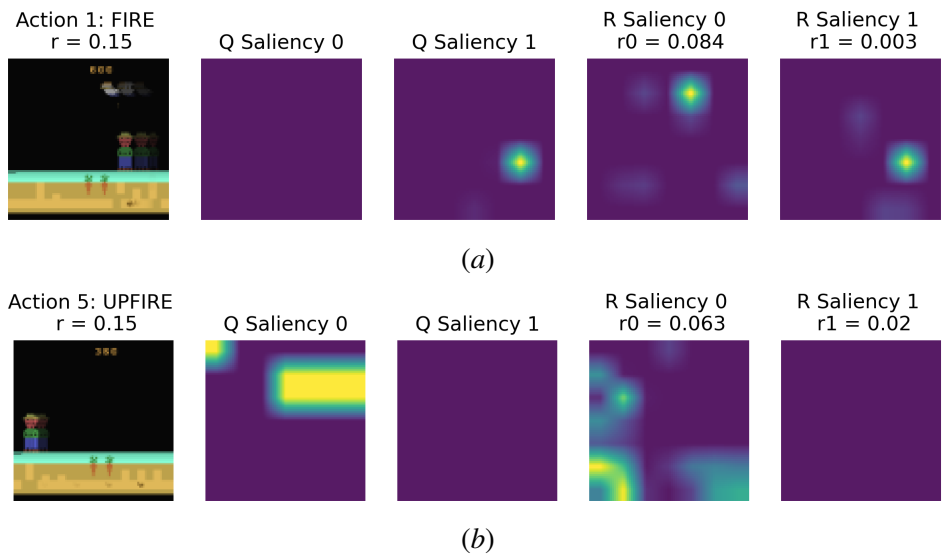 Action 1: FIRE
r = 0.15
Q Saliency 0
Q Saliency 1
R Saliency 0
r0 = 0.084
R Saliency 1
r1 = 0.003
(a)
Action 5: UPFIRE
r = 0.15
Q Saliency 0
Q Saliency 1
R Saliency 0
r0 = 0.063
R Saliency 1
r1 = 0.02
(b)